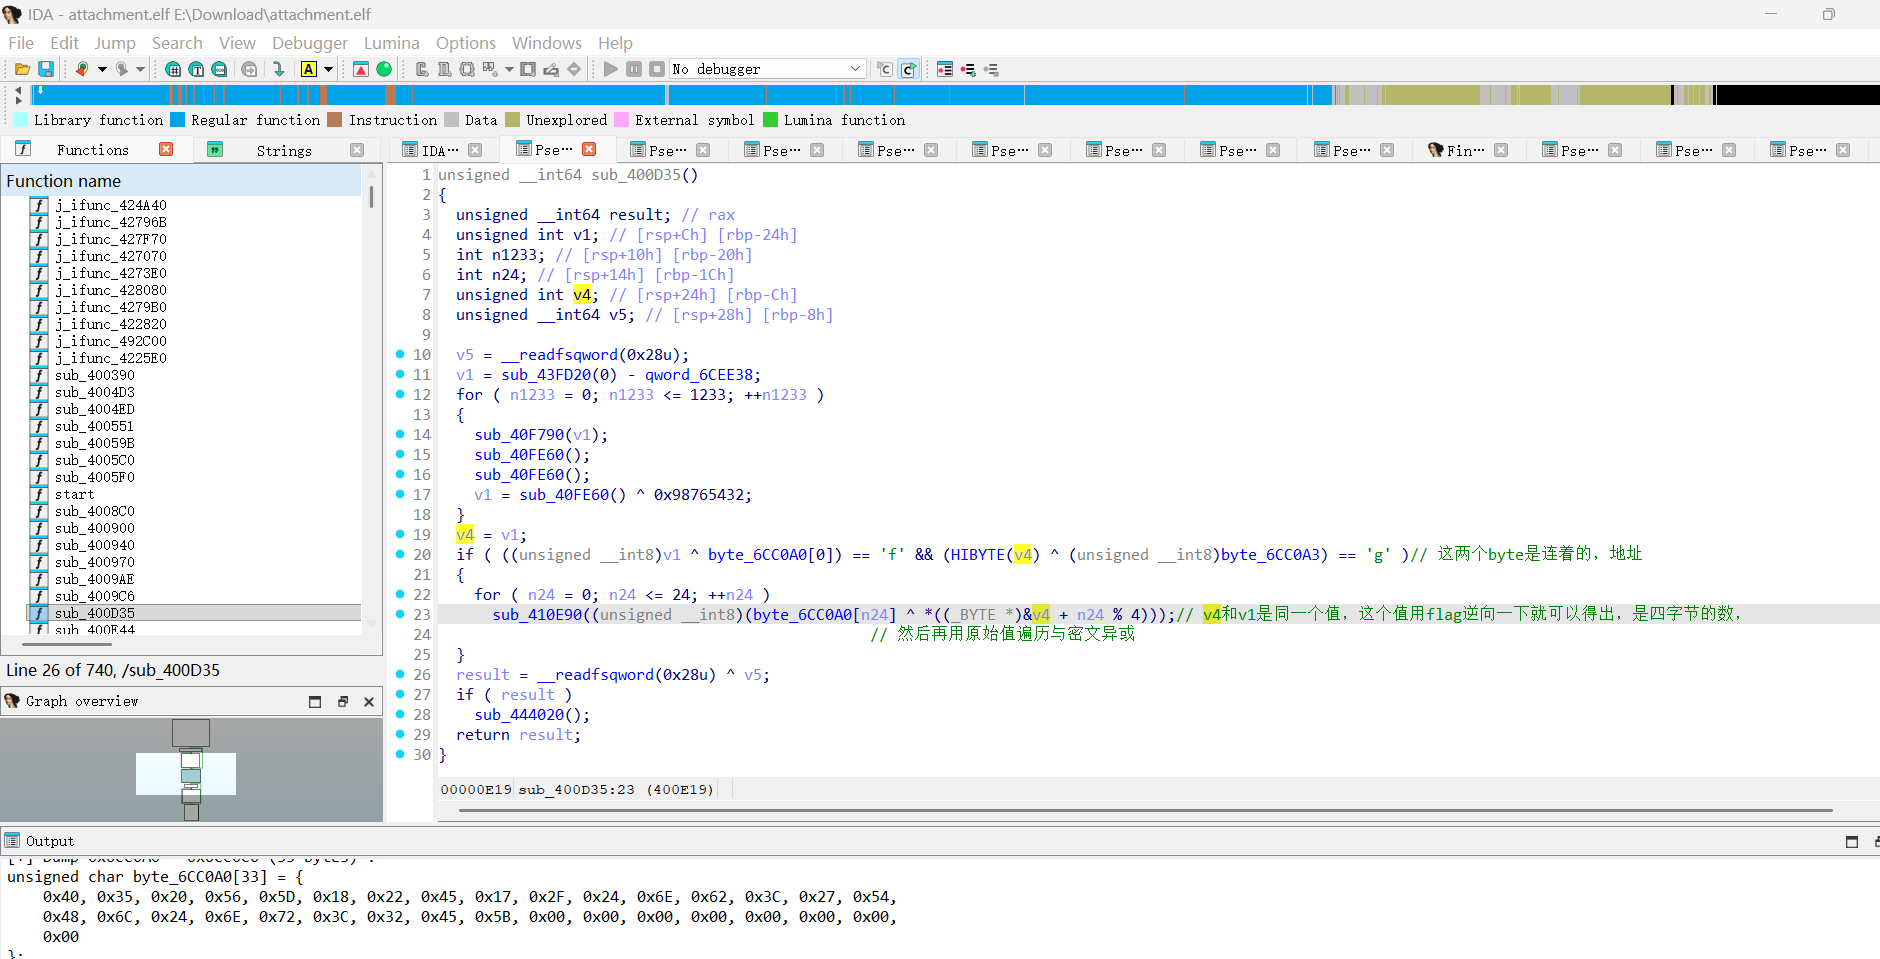 IDA - attachment.elf E:\Download\attachment.elf
File Edit Jump Search View Debugger Lumina Options Windows Help
No debugger
Library function Regular function Instruction Data Unexplored External symbol Lumina function
Functions Strings IDA··· Pse··· Pse··· Pse··· Pse··· Pse··· Pse··· Pse··· Pse··· Fin··· Pse··· Pse··· Pse···
Function name
j_ifunc_424A40
j_ifunc_42796B
j_ifunc_427F70
j_ifunc_427070
j_ifunc_4273E0
j_ifunc_428080
j_ifunc_4279B0
j_ifunc_422820
j_ifunc_492C00
j_ifunc_4225E0
sub_400390
sub_4004D3
sub_4004ED
sub_400551
sub_40059B
sub_4005C0
sub_4005F0
start
sub_4008C0
sub_400900
sub_400940
sub_400970
sub_4009AE
sub_4009C6
sub_400D35
sub_400E44
Line 26 of 740, /sub_400D35
Graph overview
1 unsigned __int64 sub_400D35()
2 {
3 unsigned __int64 result; // rax
4 unsigned int v1; // [rsp+Ch] [rbp-24h]
5 int n1233; // [rsp+10h] [rbp-20h]
6 int n24; // [rsp+14h] [rbp-1Ch]
7 unsigned int v4; // [rsp+24h] [rbp-Ch]
8 unsigned __int64 v5; // [rsp+28h] [rbp-8h]
9
10 v5 = __readfsqword(0x28u);
11 v1 = sub_43FD20(0) - qword_6CEE38;
12 for ( n1233 = 0; n1233 <= 1233; ++n1233 )
13 {
14 sub_40F790(v1);
15 sub_40FE60();
16 sub_40FE60();
17 v1 = sub_40FE60() ^ 0x98765432;
18 }
19 v4 = v1;
20 if ( ((unsigned __int8)v1 ^ byte_6CC0A0[0]) == 'f' && (HIBYTE(v4) ^ (unsigned __int8)byte_6CC0A3) == 'g' )// 这两个byte是连着的，地址
21 {
22 for ( n24 = 0; n24 <= 24; ++n24 )
23 sub_410E90((unsigned __int8)(byte_6CC0A0[n24] ^ *((_BYTE *)&v4 + n24 % 4)));// v4和v1是同一个值，这个值用flag逆向一下就可以得出，是四字节的数，
24 // 然后再用原始值遍历与密文异或
25 }
26 result = __readfsqword(0x28u) ^ v5;
27 if ( result )
28 sub_444020();
29 return result;
30 }
00000E19 sub_400D35:23 (400E19)
Output
unsigned char byte_6CC0A0[33] = {
0x40, 0x35, 0x20, 0x56, 0x5D, 0x18, 0x22, 0x45, 0x17, 0x2F, 0x24, 0x6E, 0x62, 0x3C, 0x27, 0x54,
0x48, 0x6C, 0x24, 0x6E, 0x72, 0x3C, 0x32, 0x45, 0x5B, 0x00, 0x00, 0x00, 0x00, 0x00, 0x00, 0x00,
0x00
};